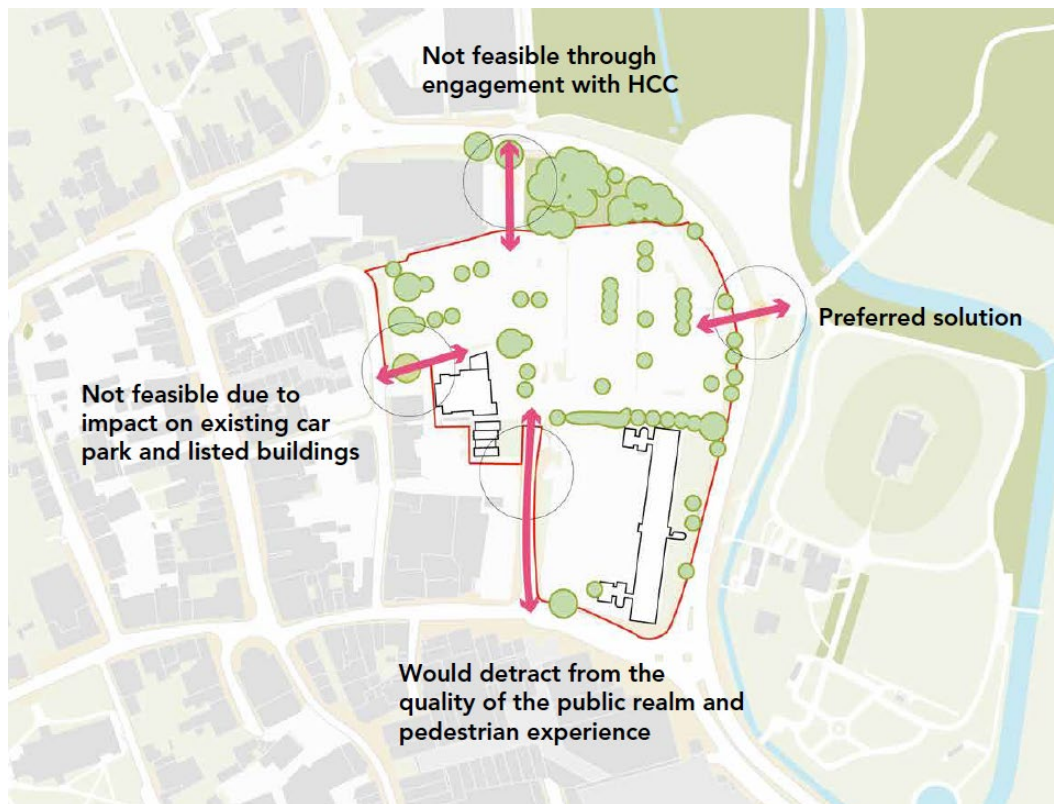 Not feasible through
engagement with HCC
Preferred solution
Not feasible due to
impact on existing car
park and listed buildings
Would detract from the
quality of the public realm and
pedestrian experience